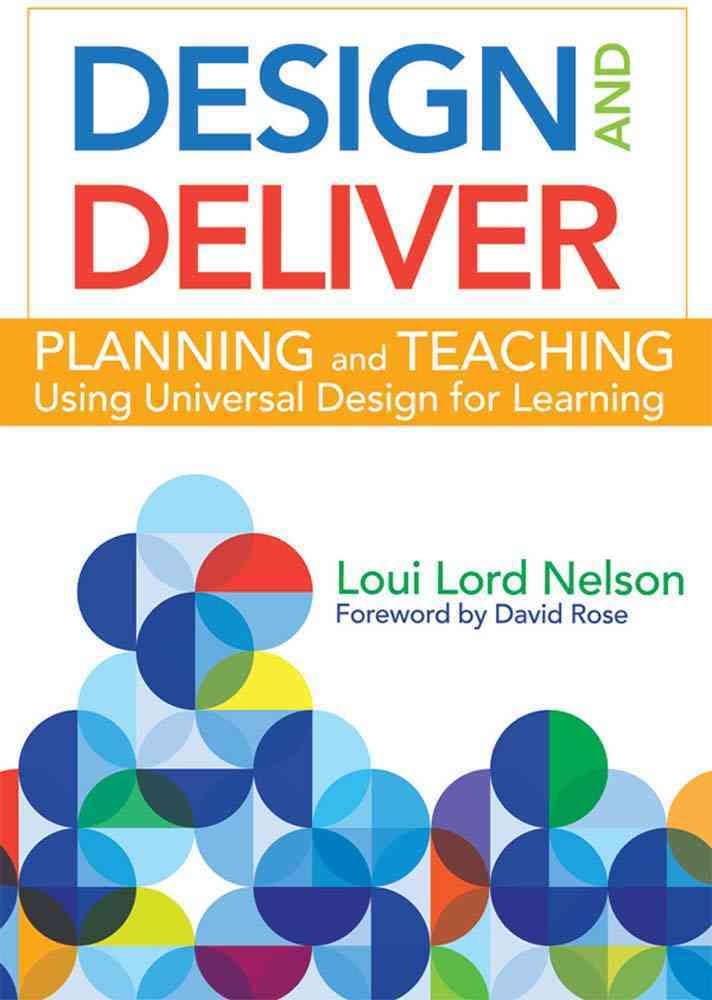 DESIGN AND
DELIVER
PLANNING and TEACHING
Using Universal Design for Learning
Loui Lord Nelson
Foreword by David Rose